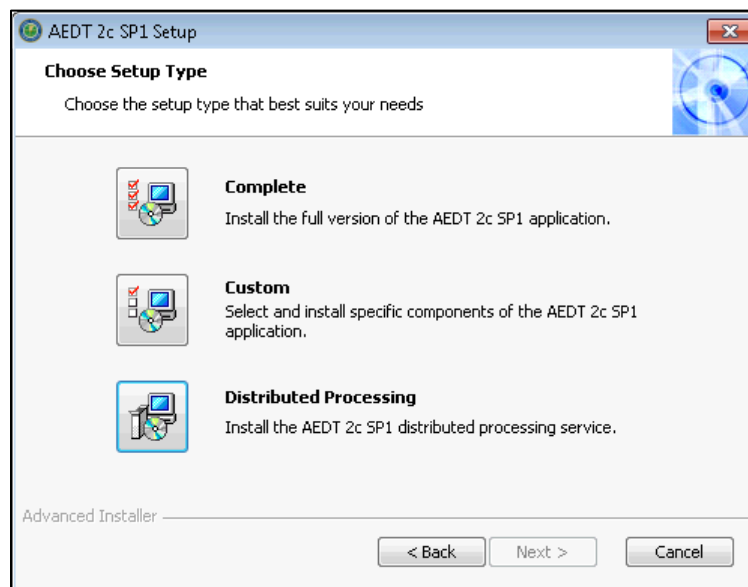 AEDT 2c SP1 Setup
Choose Setup Type
Choose the setup type that best suits your needs
Complete
Install the full version of the AEDT 2c SP1 application.
Custom
Select and install specific components of the AEDT 2c SP1
application.
Distributed Processing
Install the AEDT 2c SP1 distributed processing service.
Advanced Installer
< Back Next > Cancel